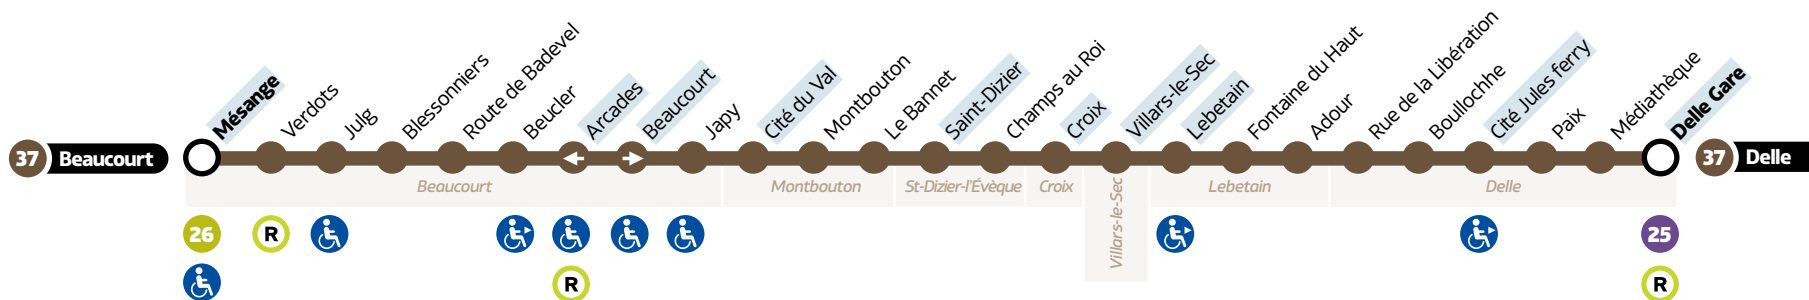 37 Beaucourt
Mésange
Verdots
Julg
Blessonniers
Route de Badevel
Beucler
Arcades
Beaucourt
Japy
Cité du Val
Montbouton
Le Bannet
Saint-Dizier
Champs au Roi
Croix
Villars-le-Sec
Lebetain
Fontaine du Haut
Adour
Rue de la Libération
Boullochhe
Cité Jules ferry
Paix
Médiathèque
Delle Gare
37 Delle
Beaucourt
Montbouton
St-Dizier-l'Évèque
Croix
Villars-le-Sec
Lebetain
Delle
26
R
25
R
R